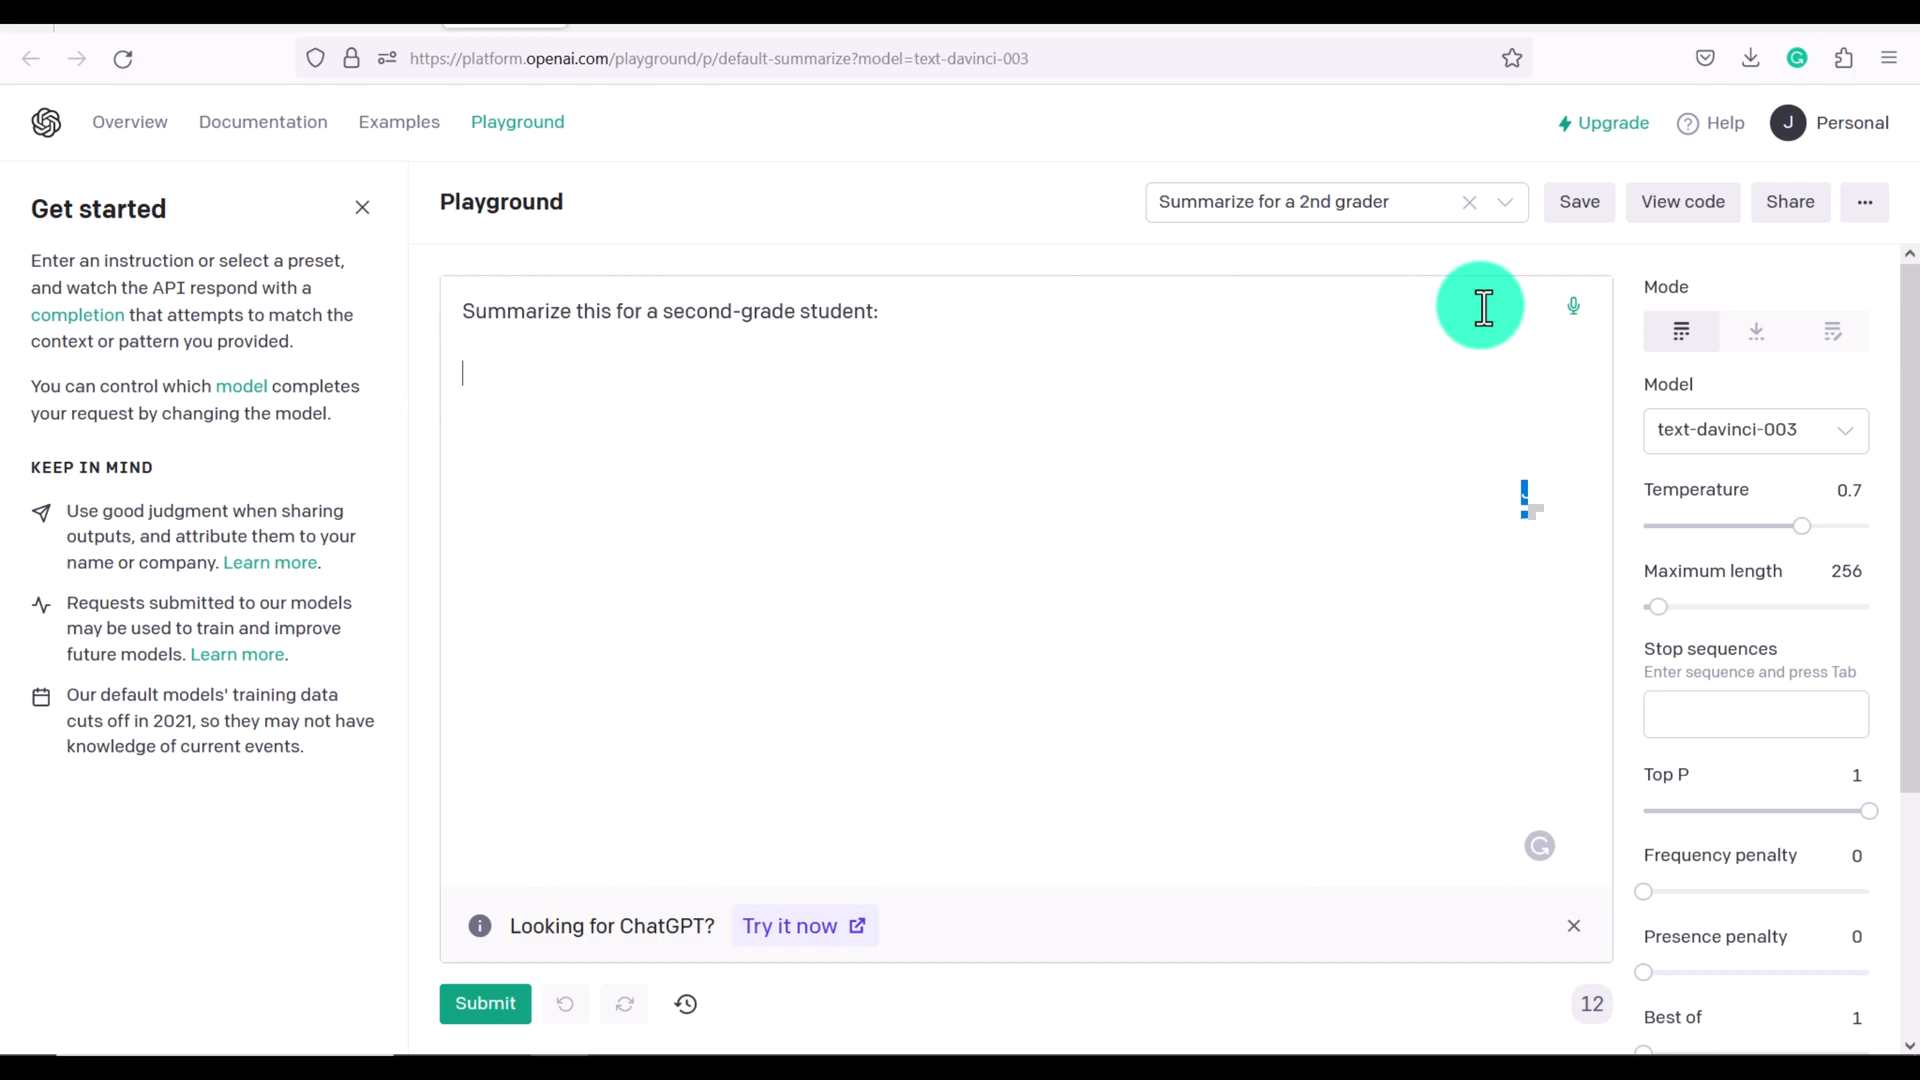 https://platform.openai.com/playground/p/default-summarize?model=text-davinci-003
Overview Documentation Examples Playground
Upgrade Help J Personal
Get started
Enter an instruction or select a preset,
and watch the API respond with a
completion that attempts to match the
context or pattern you provided.
You can control which model completes
your request by changing the model.
KEEP IN MIND
Use good judgment when sharing
outputs, and attribute them to your
name or company. Learn more.
Requests submitted to our models
may be used to train and improve
future models. Learn more.
Our default models' training data
cuts off in 2021, so they may not have
knowledge of current events.
Playground
Summarize for a 2nd grader
Save
View code
Share
Summarize this for a second-grade student:
Looking for ChatGPT? Try it now
Submit
12
Mode
Model
text-davinci-003
Temperature 0.7
Maximum length 256
Stop sequences
Enter sequence and press Tab
Top P 1
Frequency penalty 0
Presence penalty 0
Best of 1